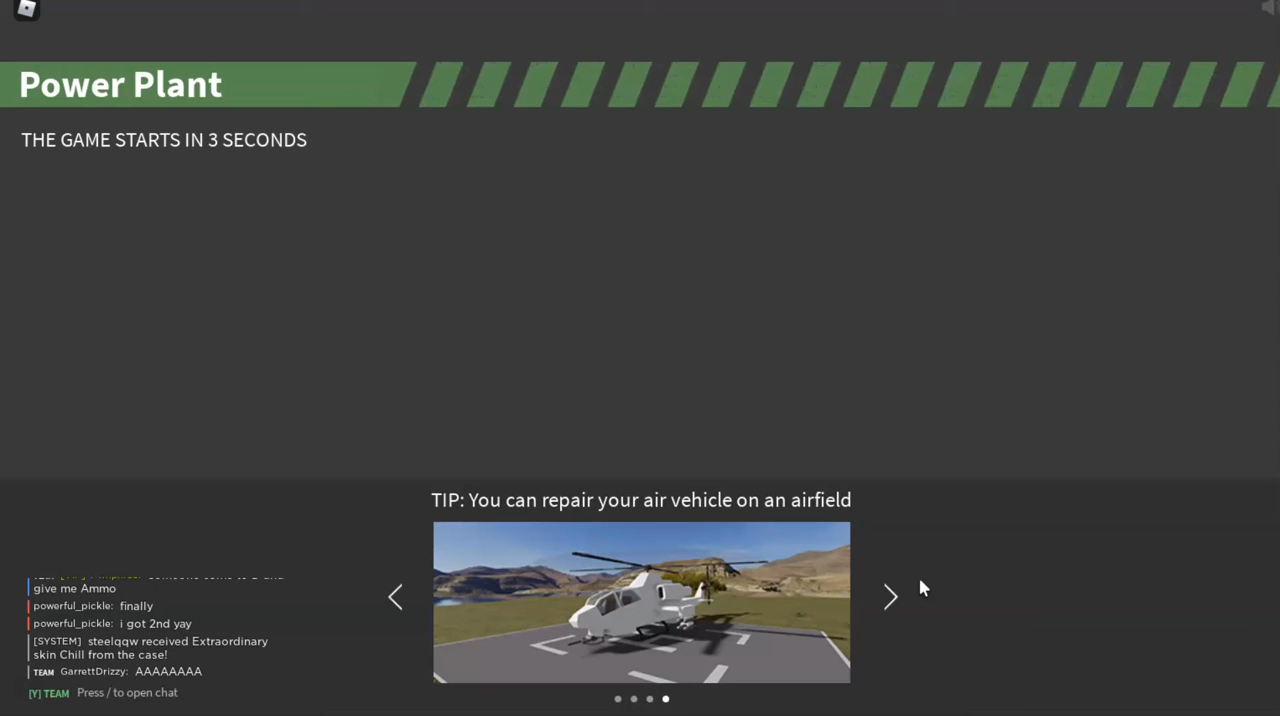 Power Plant
THE GAME STARTS IN 3 SECONDS
TIP: You can repair your air vehicle on an airfield
give me Ammo
powerful_pickle: finally
powerful_pickle: i got 2nd yay
[SYSTEM] steelqqw received Extraordinary
skin Chill from the case!
TEAM GarrettDrizzy: AAAAAAAA
[Y] TEAM Press / to open chat